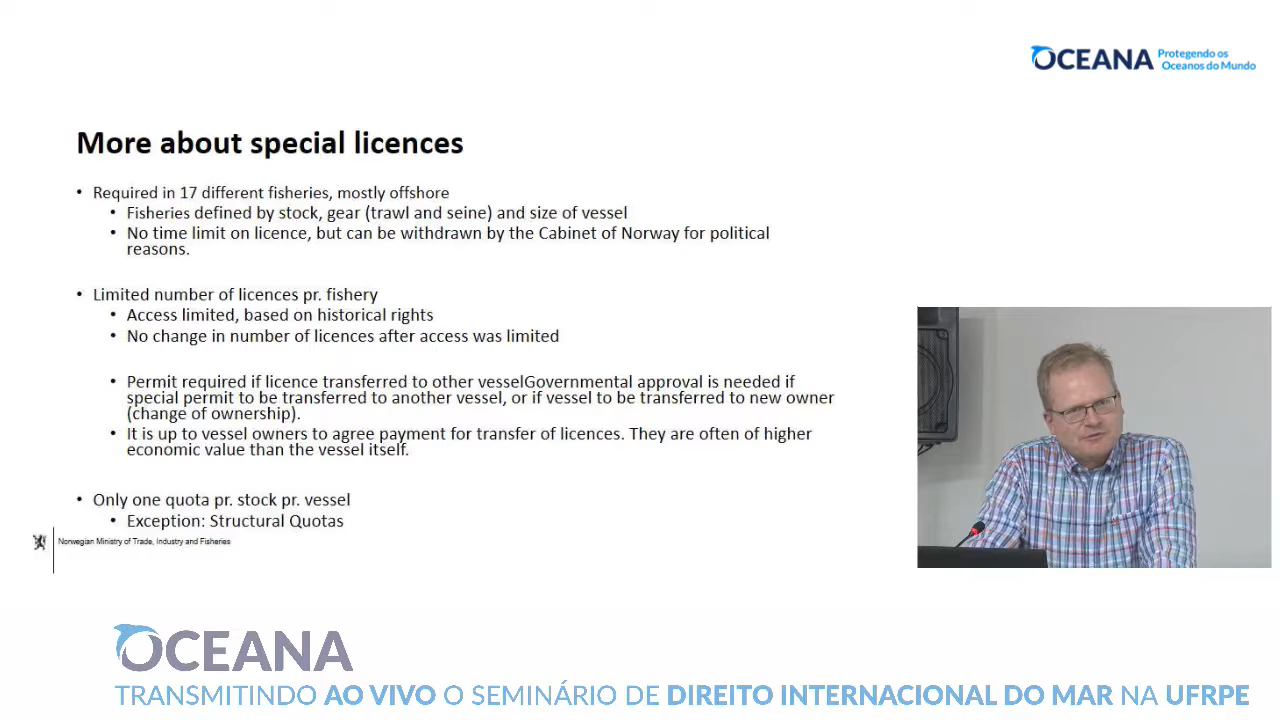 OCEANA Protegendo os
Oceanos do Mundo
More about special licences
• Required in 17 different fisheries, mostly offshore
• Fisheries defined by stock, gear (trawl and seine) and size of vessel
• No time limit on licence, but can be withdrawn by the Cabinet of Norway for political
reasons.
• Limited number of licences pr. fishery
• Access limited, based on historical rights
• No change in number of licences after access was limited
• Permit required if licence transferred to other vesselGovernmental approval is needed if
special permit to be transferred to another vessel, or if vessel to be transferred to new owner
(change of ownership).
• It is up to vessel owners to agree payment for transfer of licences. They are often of higher
economic value than the vessel itself.
• Only one quota pr. stock pr. vessel
• Exception: Structural Quotas
Norwegian Ministry of Trade, Industry and Fisheries
OCEANA
TRANSMITINDO AO VIVO O SEMINÁRIO DE DIREITO INTERNACIONAL DO MAR NA UFRPE